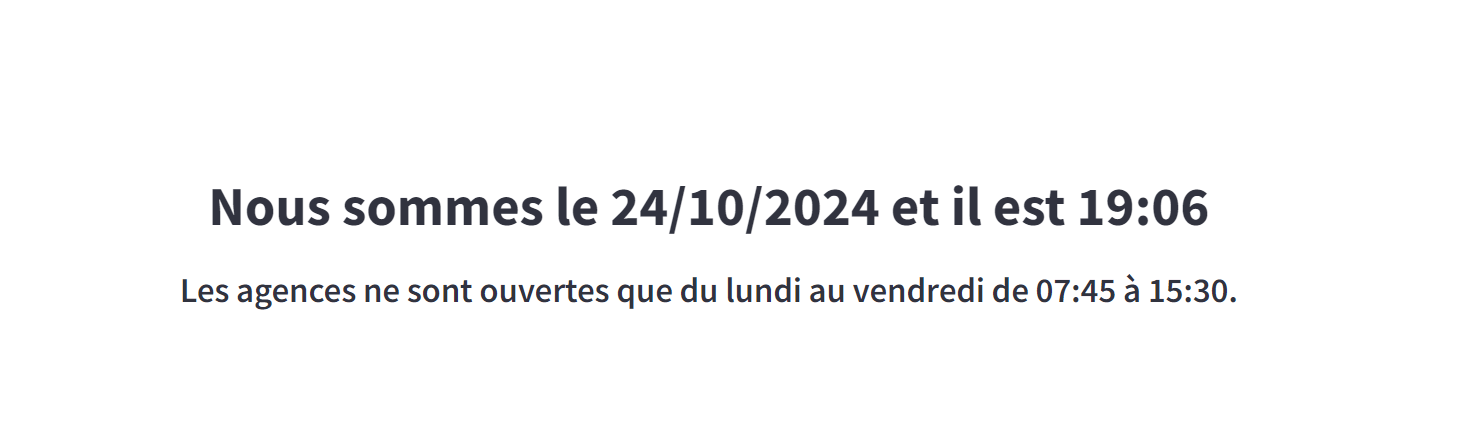 Nous sommes le 24/10/2024 et il est 19:06
Les agences ne sont ouvertes que du lundi au vendredi de 07:45 à 15:30.